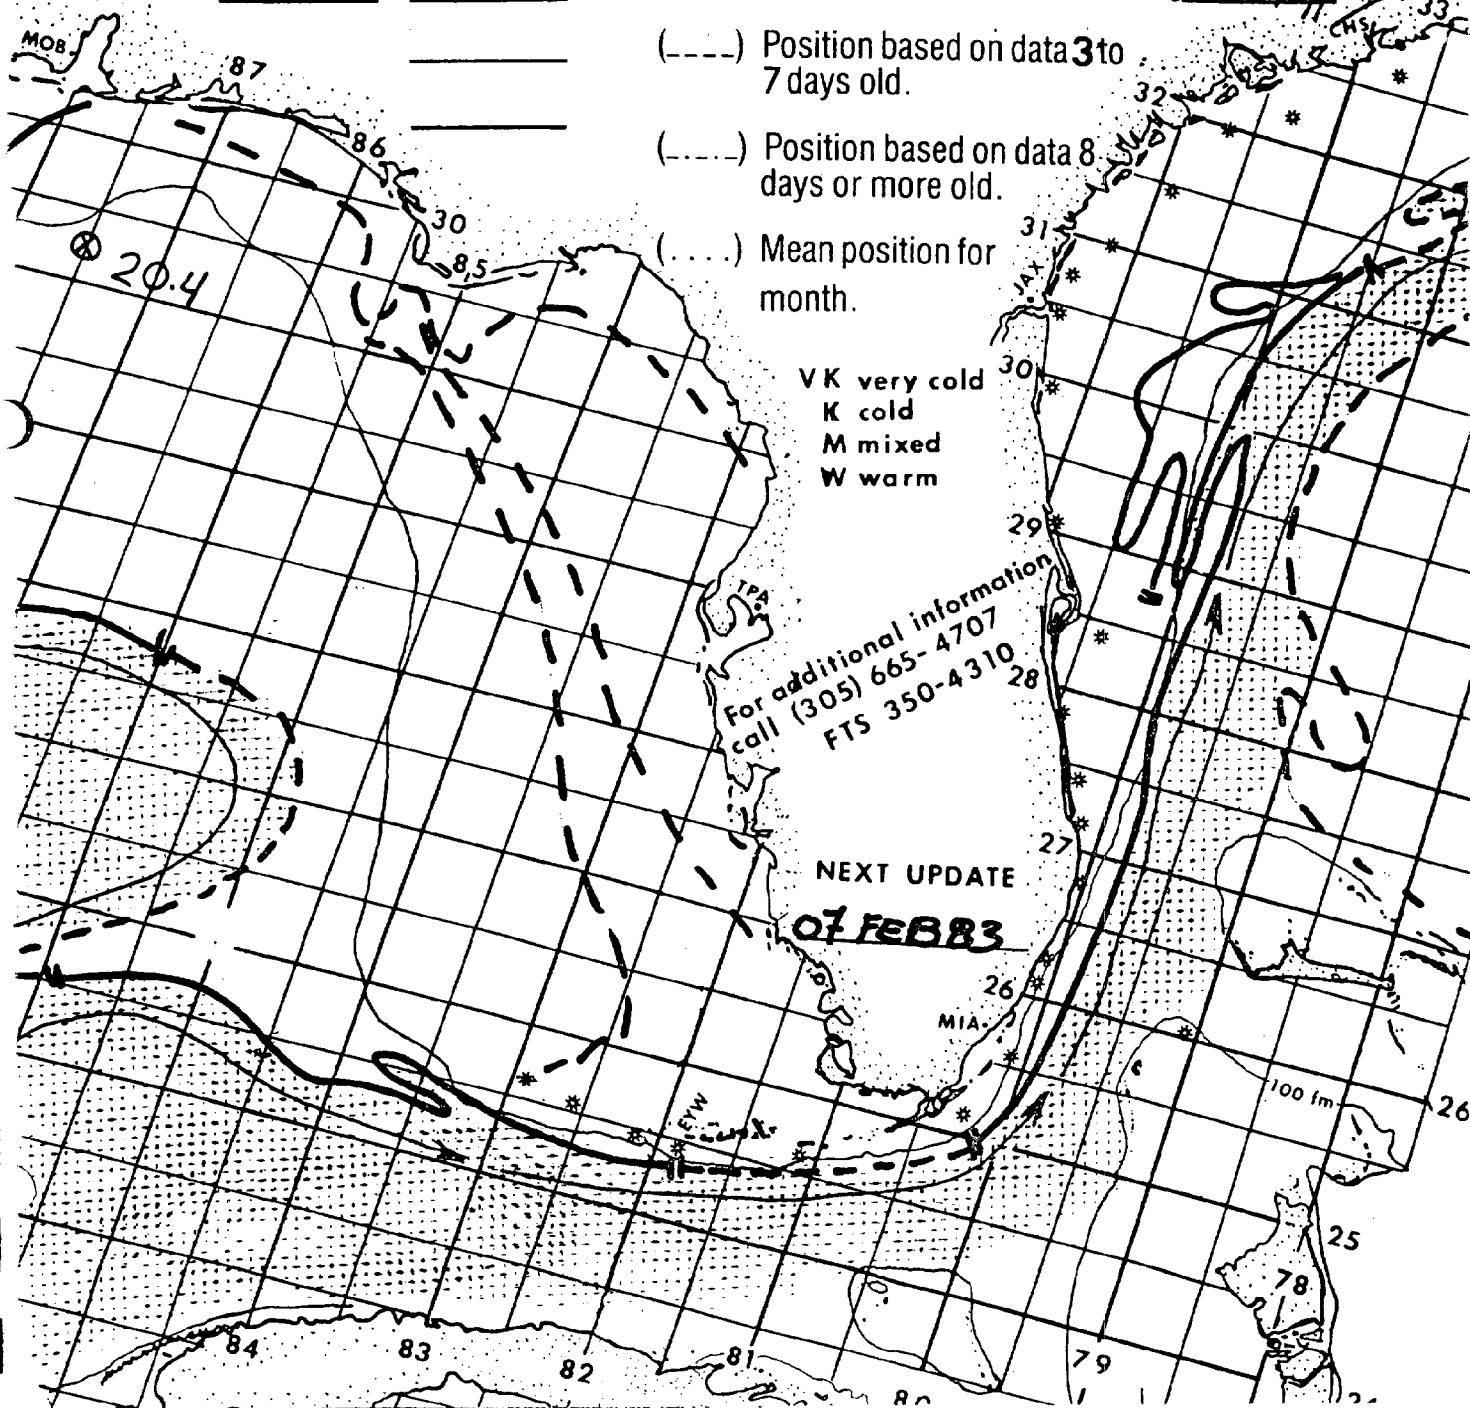 (____) Position based on data 3 to
7 days old.
(_._._) Position based on data 8
days or more old.
(....) Mean position for
month.
VK very cold
K cold
M mixed
W warm
For additional information
call (305) 665-4707
FTS 350-4310
NEXT UPDATE
07 FEB 83
MOB.
87
86
30
85
20.4
CHS
33
32
31
JAX
30
29
28
27
26
TPA
MIA.
EYW
100 fm
26
25
78
79
84
83
82
81
80